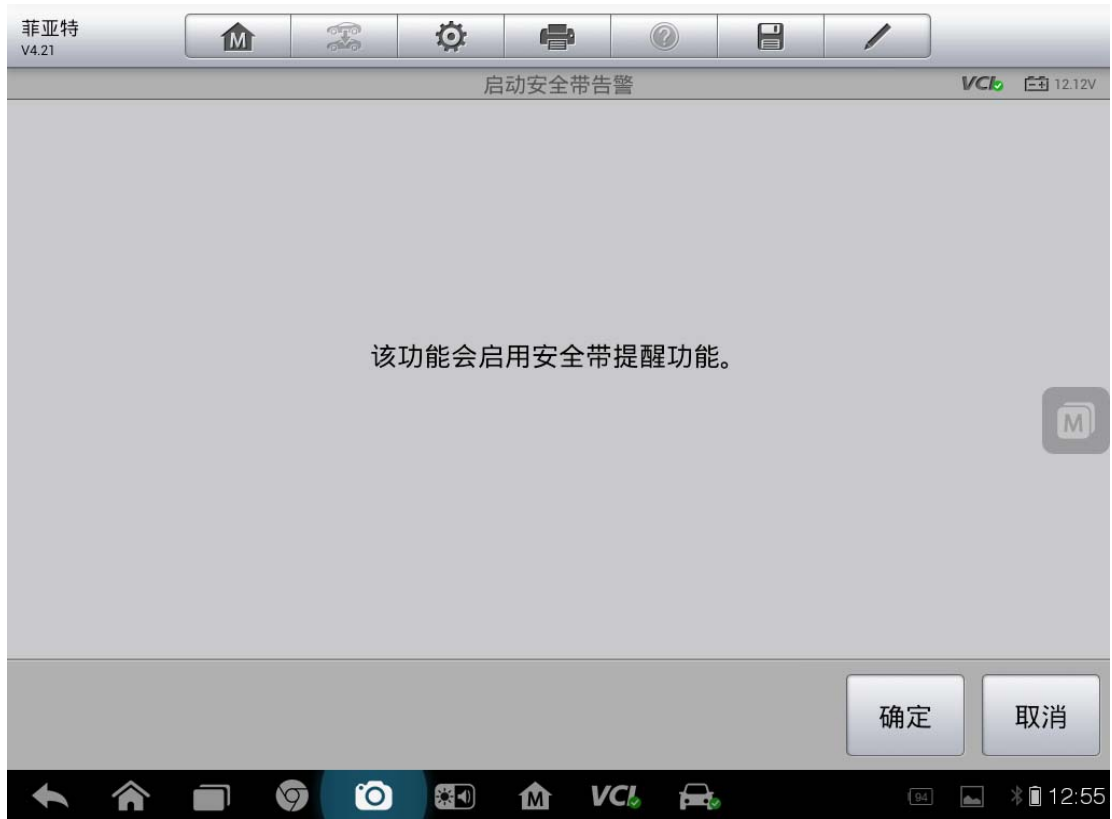 菲亚特
V4.21
M
启动安全带告警
VCI
12.12V
该功能会启用安全带提醒功能。
M
确定
取消
M
VCI
94
12:55